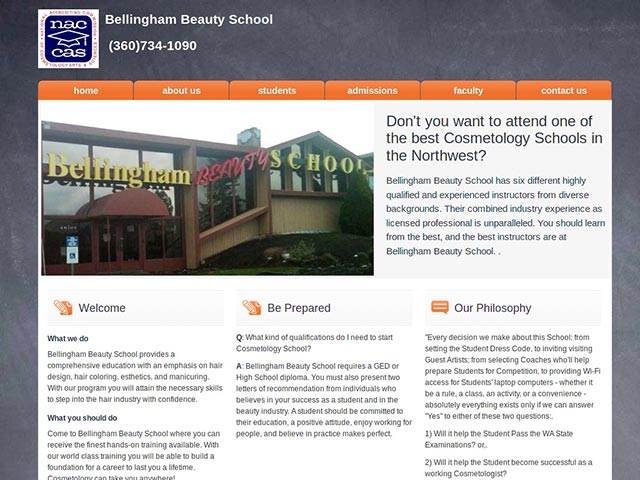 nac
cas
Bellingham Beauty School
(360)734-1090
home
about us
students
admissions
faculty
contact us
Bellingham BEAUTY SCHOOL
Don't you want to attend one of
the best Cosmetology Schools in
the Northwest?
Bellingham Beauty School has six different highly
qualified and experienced instructors from diverse
backgrounds. Their combined industry experience as
licensed professional is unparalleled. You should learn
from the best, and the best instructors are at
Bellingham Beauty School. .
Welcome
What we do
Bellingham Beauty School provides a
comprehensive education with an emphasis on hair
design, hair coloring, esthetics, and manicuring.
With our program you will attain the necessary skills
to step into the hair industry with confidence.
What you should do
Come to Bellingham Beauty School where you can
receive the finest hands-on training available. With
our world class training you will be able to build a
foundation for a career to last you a lifetime.
Cosmetology can take you anywhere!
Be Prepared
Q: What kind of qualifications do I need to start
Cosmetology School?
A: Bellingham Beauty School requires a GED or
High School diploma. You must also present two
letters of recommendation from individuals who
believes in your success as a student and in the
beauty industry. A student should be committed to
their education, a positive attitude, enjoy working
for people, and believe in practice makes perfect.
Our Philosophy
"Every decision we make about this School; from
setting the Student Dress Code, to inviting visiting
Guest Artists; from selecting Coaches who'll help
prepare Students for Competition, to providing Wi-Fi
access for Students' laptop computers - whether it
be a rule, a class, an activity, or a convenience -
absolutely everything exists only if we can answer
"Yes" to either of these two questions:.
1) Will it help the Student Pass the WA State
Examinations? or,.
2) Will it help the Student become successful as a
working Cosmetologist?